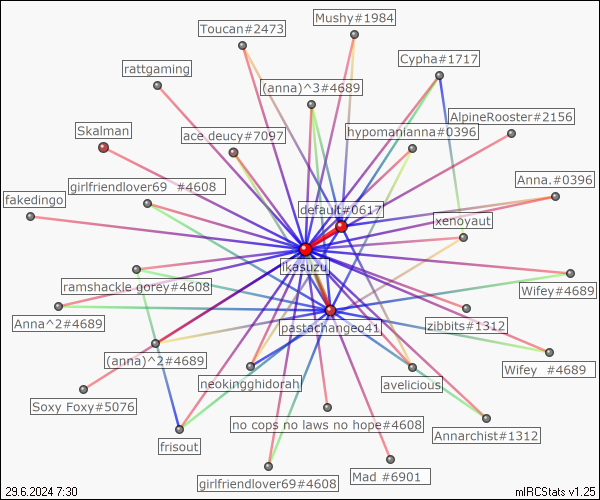 Mushy#1984
Toucan#2473
Cypha#1717
rattgaming
(anna)^3#4689
AlpineRooster#2156
Skalman
ace deucy#7097
hypomanianna#0396
girlfriendlover69 #4608
Anna.#0396
fakedingo
default#0617
xenoyaut
ikasuzu
ramshackle gorey#4608
Wifey#4689
Anna^2#4689
pastachangeo41
zibbits#1312
(anna)^2#4689
Wifey #4689
neokingghidorah
avelicious
Soxy Foxy#5076
no cops no laws no hope#4608
Annarchist#1312
frisout
girlfriendlover69#4608
Mad #6901
29.6.2024 7:30
mIRCStats v1.25